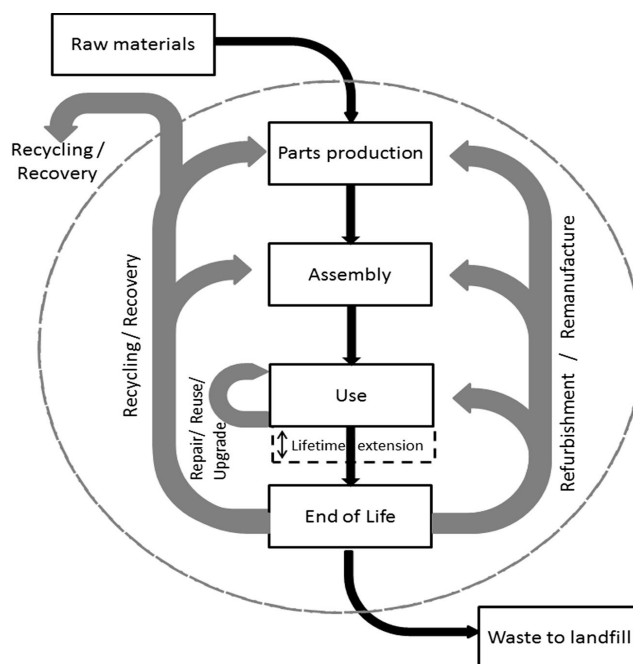 Raw materials
Recycling /
Recovery
Parts production
Assembly
Use
Lifetime extension
End of Life
Waste to landfill
Recycling / Recovery
Repair/ Reuse/
Upgrade
Refurbishment / Remanufacture